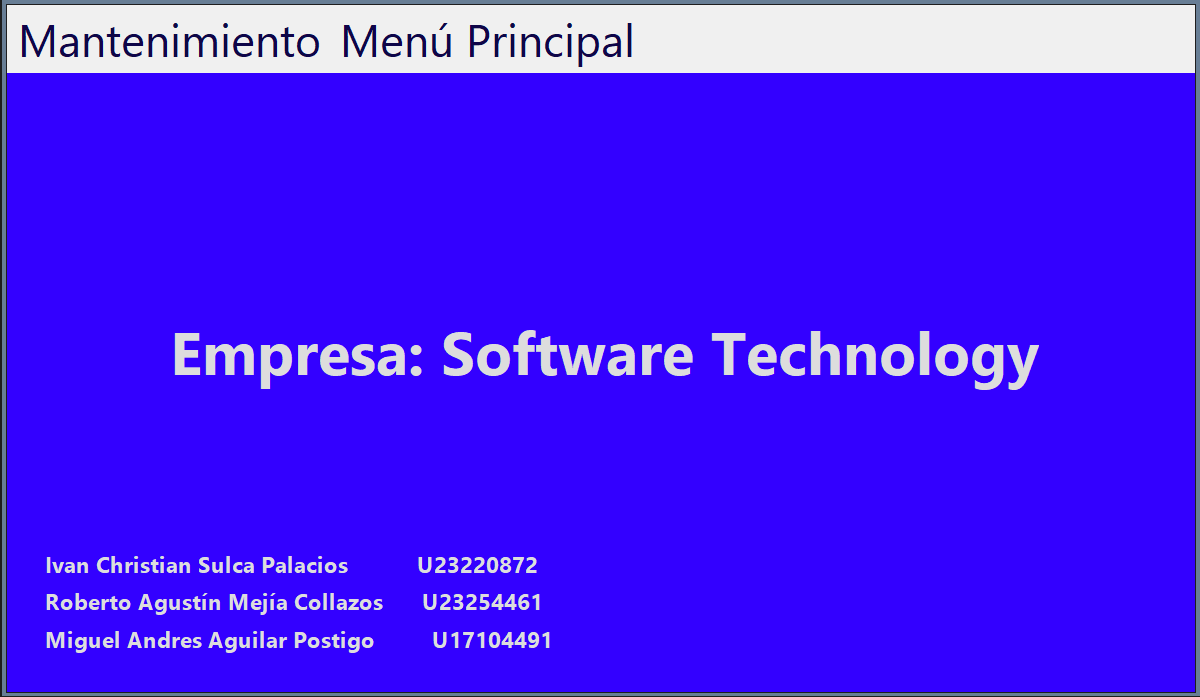 Mantenimiento Menú Principal
Empresa: Software Technology
Ivan Christian Sulca Palacios U23220872
Roberto Agustín Mejía Collazos U23254461
Miguel Andres Aguilar Postigo U17104491